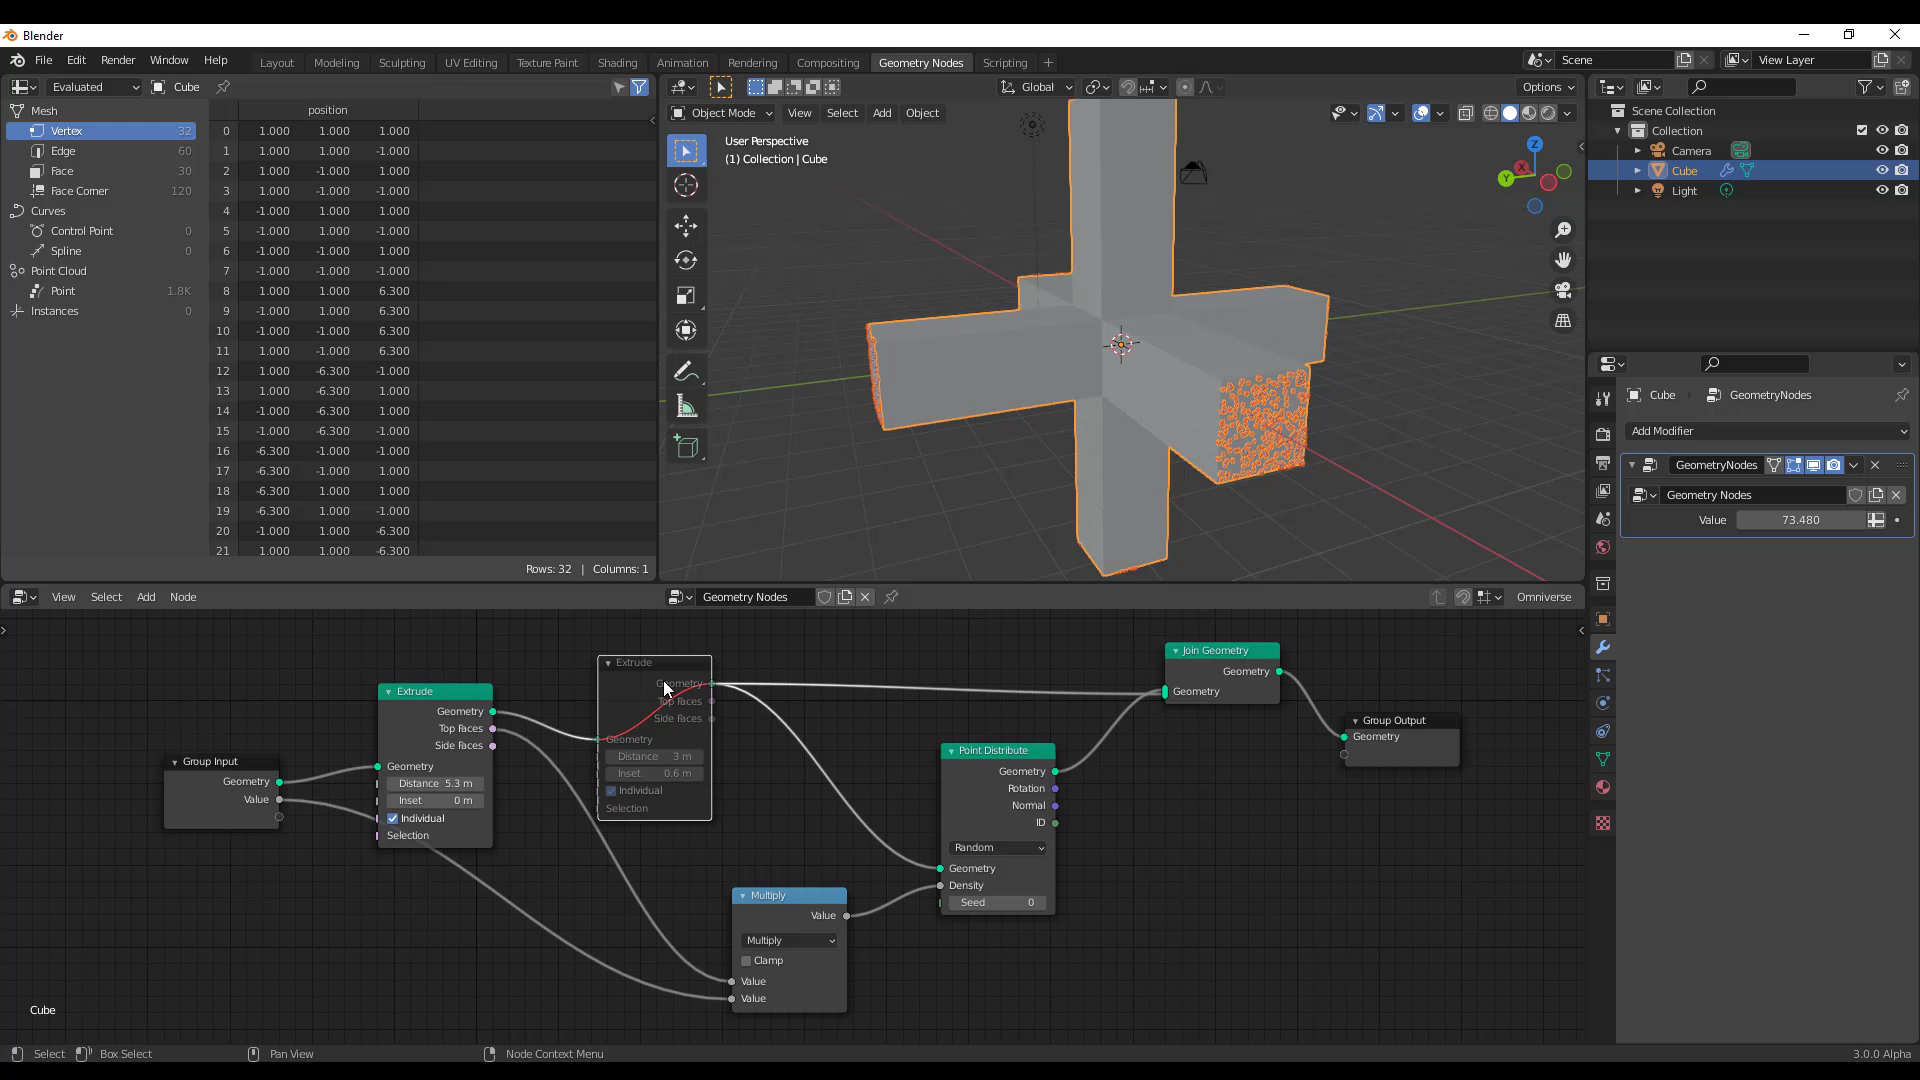 Blender
File Edit Render Window Help Layout Modeling Sculpting UV Editing Texture Paint Shading Animation Rendering Compositing Geometry Nodes Scripting + Scene View Layer
Evaluated Cube
Mesh
Vertex 32
Edge 60
Face 30
Face Corner 120
Curves
Control Point 0
Spline 0
Point Cloud
Point 1.8K
Instances 0
position
0 1.000 1.000 1.000
1 1.000 1.000 -1.000
2 1.000 -1.000 1.000
3 1.000 -1.000 -1.000
4 -1.000 1.000 1.000
5 -1.000 1.000 -1.000
6 -1.000 -1.000 1.000
7 -1.000 -1.000 -1.000
8 1.000 1.000 6.300
9 -1.000 1.000 6.300
10 -1.000 -1.000 6.300
11 1.000 -1.000 6.300
12 1.000 -6.300 -1.000
13 1.000 -6.300 1.000
14 -1.000 -6.300 1.000
15 -1.000 -6.300 -1.000
16 -6.300 -1.000 -1.000
17 -6.300 -1.000 1.000
18 -6.300 1.000 1.000
19 -6.300 1.000 -1.000
20 -1.000 1.000 -6.300
21 1.000 1.000 -6.300
Rows: 32 | Columns: 1
Global
Options
Object Mode View Select Add Object
User Perspective
(1) Collection | Cube
Z
X
Y
Scene Collection
Collection
Camera
Cube
Light
Cube GeometryNodes
Add Modifier
GeometryNodes
Geometry Nodes
Value 73.480
View Select Add Node Geometry Nodes Omniverse
Group Input
Geometry
Value
Extrude
Geometry
Top Faces
Side Faces
Geometry
Distance 5.3 m
Inset 0 m
Individual
Selection
Extrude
Geometry
Top Faces
Side Faces
Geometry
Distance 3 m
Inset 0.6 m
Individual
Selection
Multiply
Value
Multiply
Clamp
Value
Value
Point Distribute
Geometry
Rotation
Normal
ID
Random
Geometry
Density
Seed 0
Join Geometry
Geometry
Geometry
Group Output
Geometry
Cube
Select Box Select Pan View Node Context Menu 3.0.0 Alpha